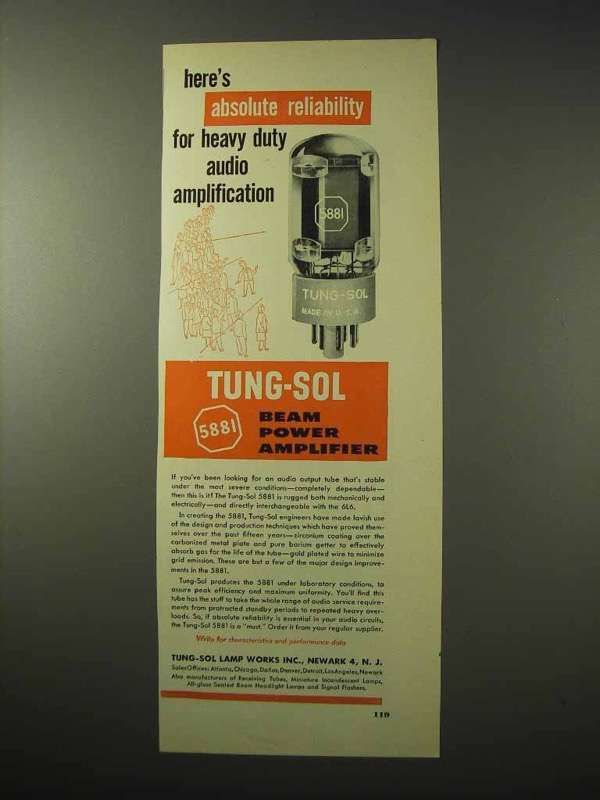 here's
absolute reliability
for heavy duty
audio
amplification
5881
TUNG-SOL
MADE IN U.S.A.
TUNG-SOL
5881
BEAM
POWER
AMPLIFIER
If you've been looking for an audio output tube that's stable
under the most severe conditions—completely dependable—
then this is it! The Tung-Sol 5881 is rugged both mechanically and
electrically—and directly interchangeable with the 6L6.
In creating the 5881, Tung-Sol engineers have made lavish use
of the design and production techniques which have proved them-
selves over the past fifteen years—zirconium coating over the
carbonized metal plate and pure barium getter to effectively
absorb gas for the life of the tube—gold plated wire to minimize
grid emission. These are but a few of the major design improve-
ments in the 5881.
Tung-Sol produces the 5881 under laboratory conditions, to
assure peak efficiency and maximum uniformity. You'll find this
tube has the stuff to take the whole range of audio service require-
ments from protracted standby periods to repeated heavy over-
loads. So, if absolute reliability is essential in your audio circuits,
the Tung-Sol 5881 is a "must." Order it from your regular supplier.
Write for characteristics and performance data
TUNG-SOL LAMP WORKS INC., NEWARK 4, N. J.
Sales Offices: Atlanta, Chicago, Dallas, Denver, Detroit, Los Angeles, Newark
Also manufacturers of Receiving Tubes, Miniature Incandescent Lamps,
All-glass Sealed Beam Headlight Lamps and Signal Flashers.
119